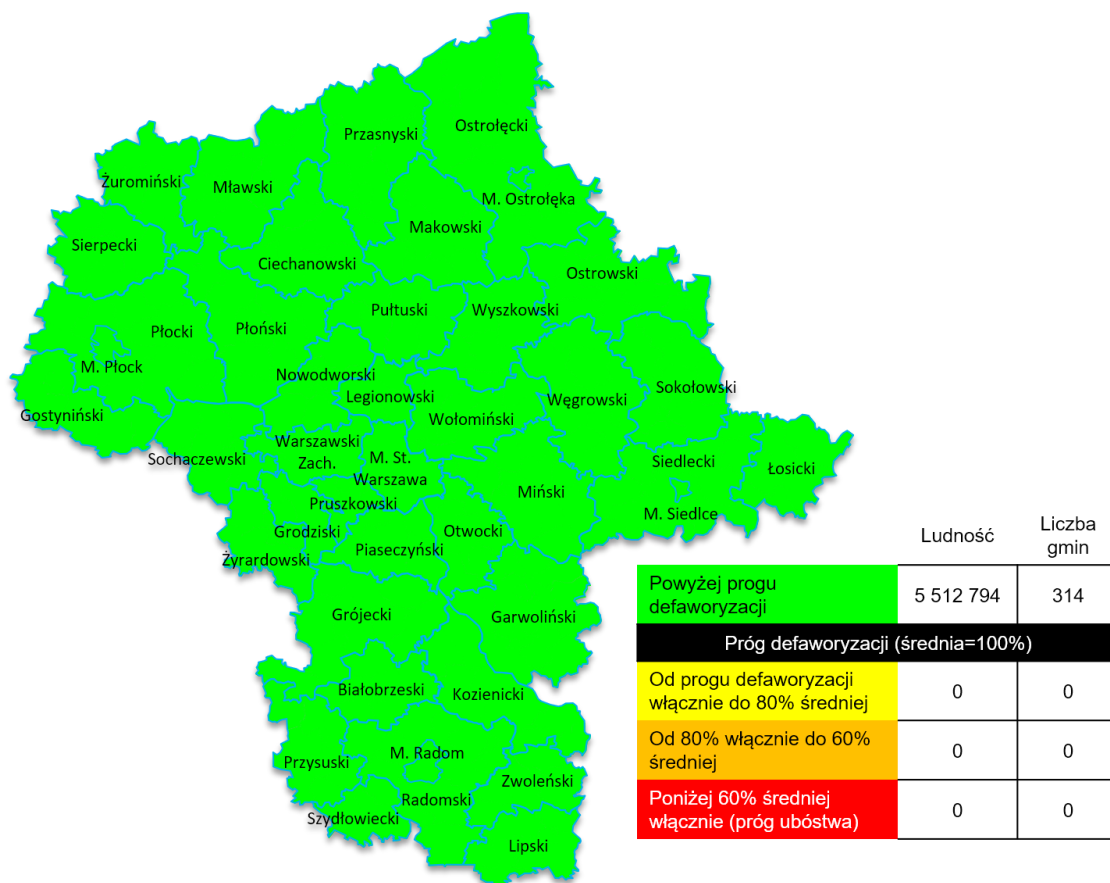 Ostrołęcki
Przasnyski
Żuromiński
Mławski
M. Ostrołęka
Makowski
Sierpecki
Ciechanowski
Ostrowski
Pułtuski
Wyszkowski
Płocki
Płoński
M. Płock
Nowodworski
Sokołowski
Legionowski
Węgrowski
Gostyniński
Wołomiński
Warszawski
Zach.
Sochaczewski
M. St.
Warszawa
Siedlecki
Łosicki
Miński
M. Siedlce
Pruszkowski
Grodziski
Otwocki
Piaseczyński
Żyrardowski
Grójecki
Garwoliński
Białobrzeski
Kozienicki
M. Radom
Przysuski
Zwoleński
Radomski
Szydłowiecki
Lipski
Ludność
Liczba
gmin
Powyżej progu
defaworyzacji
5 512 794
314
Próg defaworyzacji (średnia=100%)
Od progu defaworyzacji
włącznie do 80% średniej
0
0
Od 80% włącznie do 60%
średniej
0
0
Poniżej 60% średniej
włącznie (próg ubóstwa)
0
0